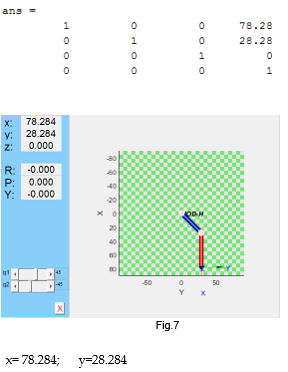 ans =
1 0 0 78.28
0 1 0 28.28
0 0 1 0
0 0 0 1
x: 78.284
y: 28.284
z: 0.000
R: -0.000
P: 0.000
Y: -0.000
q1 45
q2 -45
X
-80
-60
-40
-20
0
20
40
60
80
X
-50 0 50
Y X
Y
Fig.7
x= 78.284; y=28.284